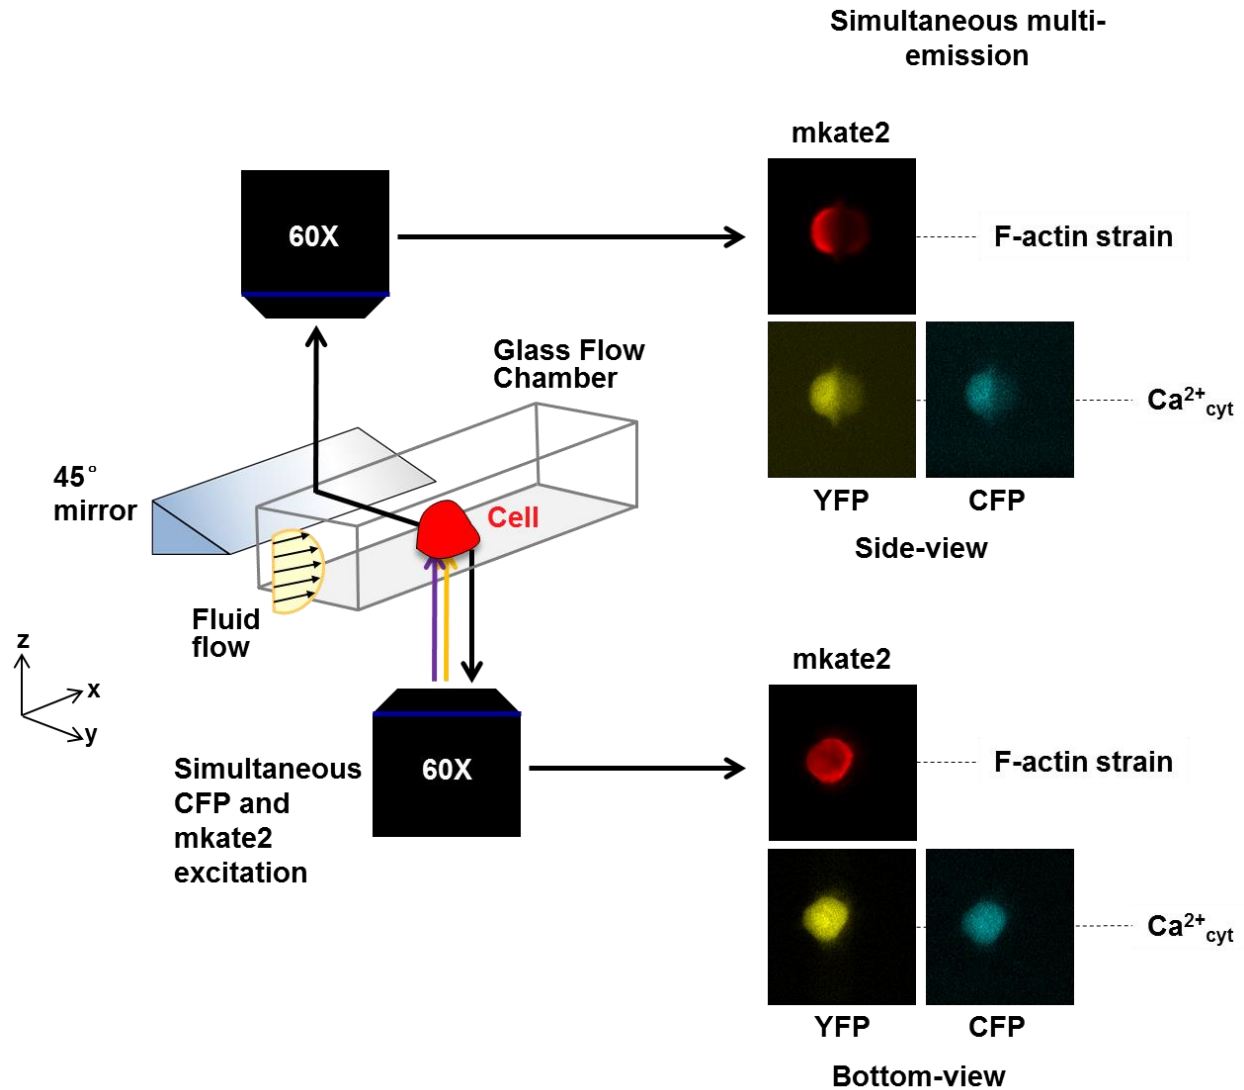 Simultaneous multi-
emission
mkate2
60X
F-actin strain
Glass Flow
Chamber
Ca²⁺cyt
45°
mirror
Cell
YFP
CFP
Side-view
Fluid
flow
z
x
y
mkate2
Simultaneous
CFP and
mkate2
excitation
60X
F-actin strain
Ca²⁺cyt
YFP
CFP
Bottom-view